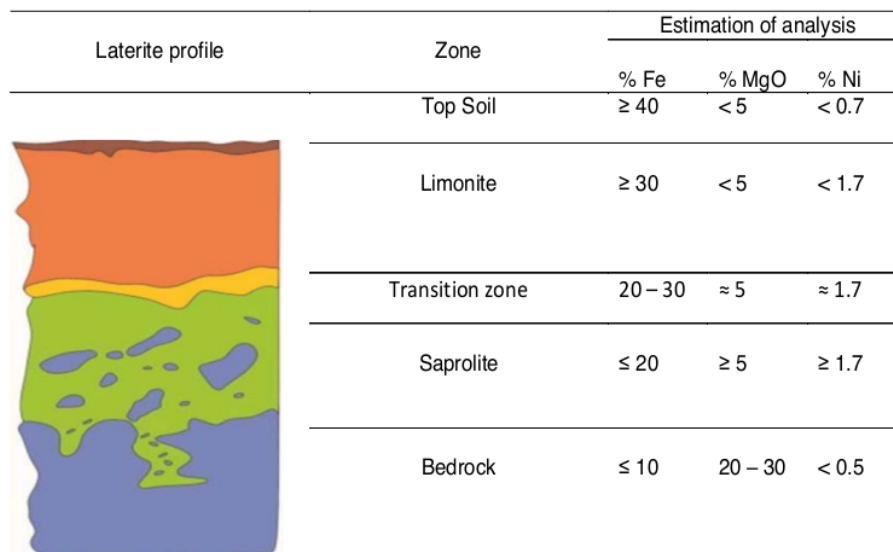 Estimation of analysis
Laterite profile Zone
% Fe % MgO % Ni
Top Soil ≥ 40 < 5 < 0.7
Limonite ≥ 30 < 5 < 1.7
Transition zone 20 – 30 ≈ 5 ≈ 1.7
Saprolite ≤ 20 ≥ 5 ≥ 1.7
Bedrock ≤ 10 20 – 30 < 0.5